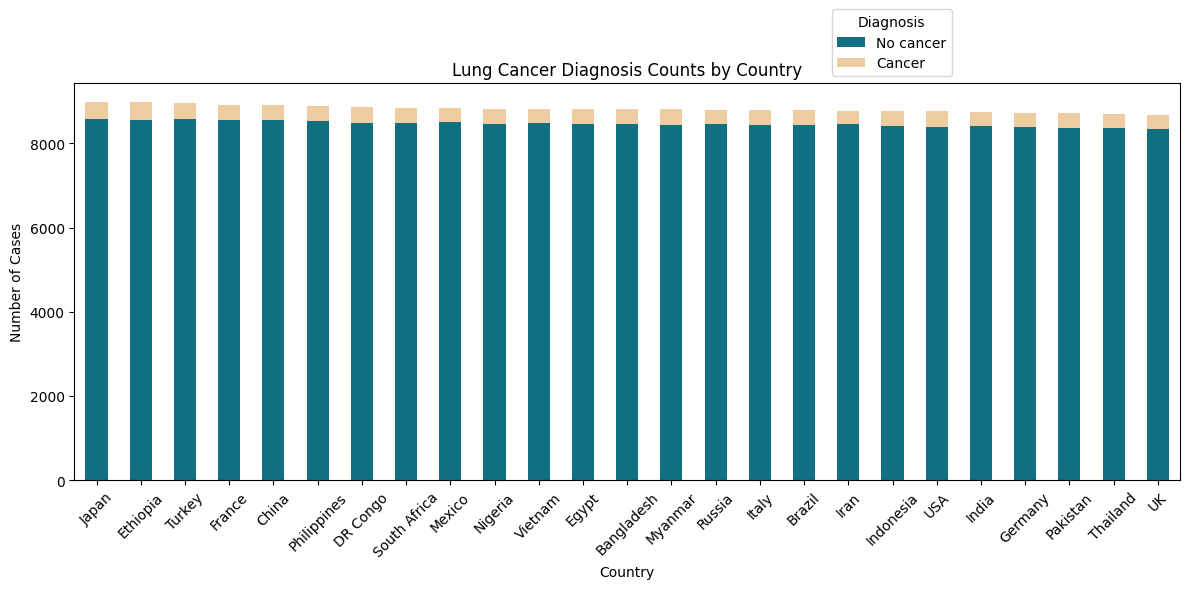 Diagnosis
No cancer
Cancer
Lung Cancer Diagnosis Counts by Country
Number of Cases
8000
6000
4000
2000
0
Japan
Ethiopia
Turkey
France
China
Philippines
DR Congo
South Africa
Mexico
Nigeria
Vietnam
Egypt
Bangladesh
Myanmar
Russia
Italy
Brazil
Iran
Indonesia
USA
India
Germany
Pakistan
Thailand
UK
Country